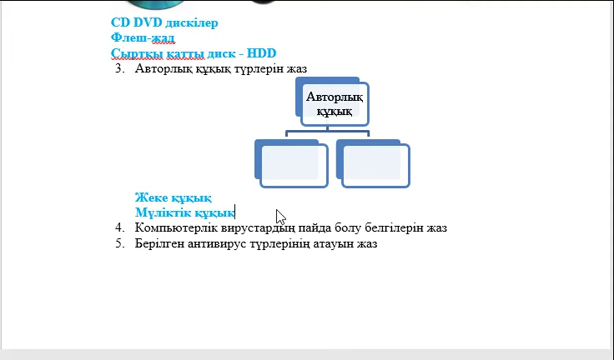 CD DVD дискілер
Флеш-жад
Сыртқы қатты диск - HDD
3. Авторлық құқық түрлерін жаз
Авторлық
құқық
Жеке құқық
Мүліктік құқык
4. Компьютерлік вирустардың пайда болу белгілерін жаз
5. Берілген антивирус түрлерінің атауын жаз